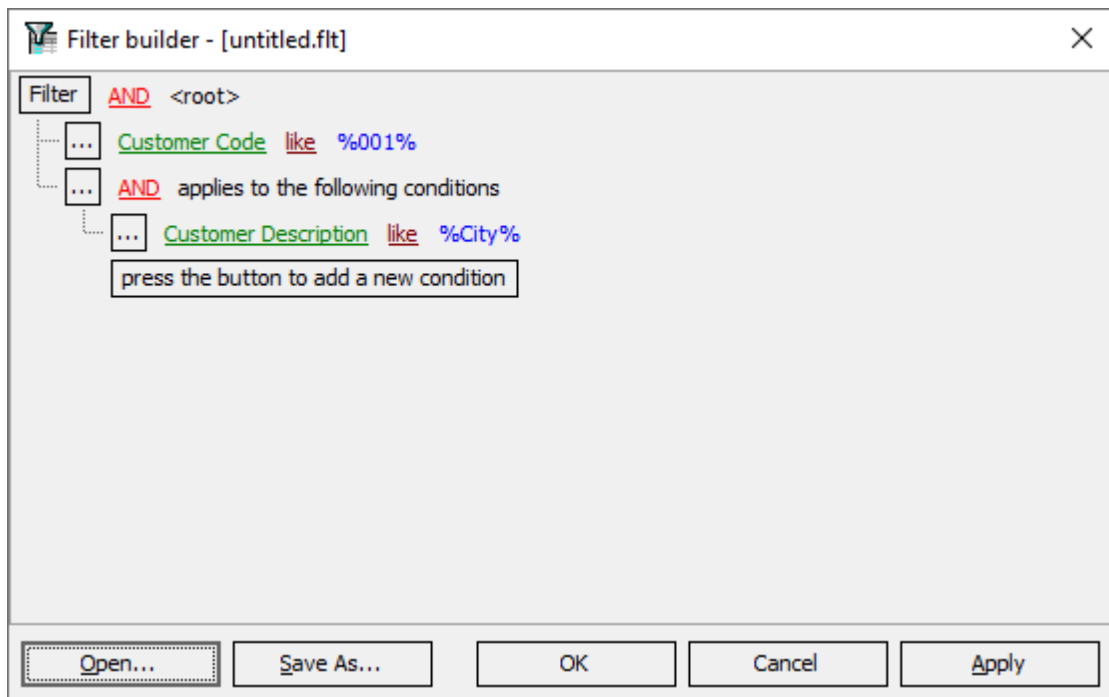 Filter builder - [untitled.flt]
Filter AND <root>
... Customer Code like %001%
... AND applies to the following conditions
... Customer Description like %City%
press the button to add a new condition
Open... Save As... OK Cancel Apply